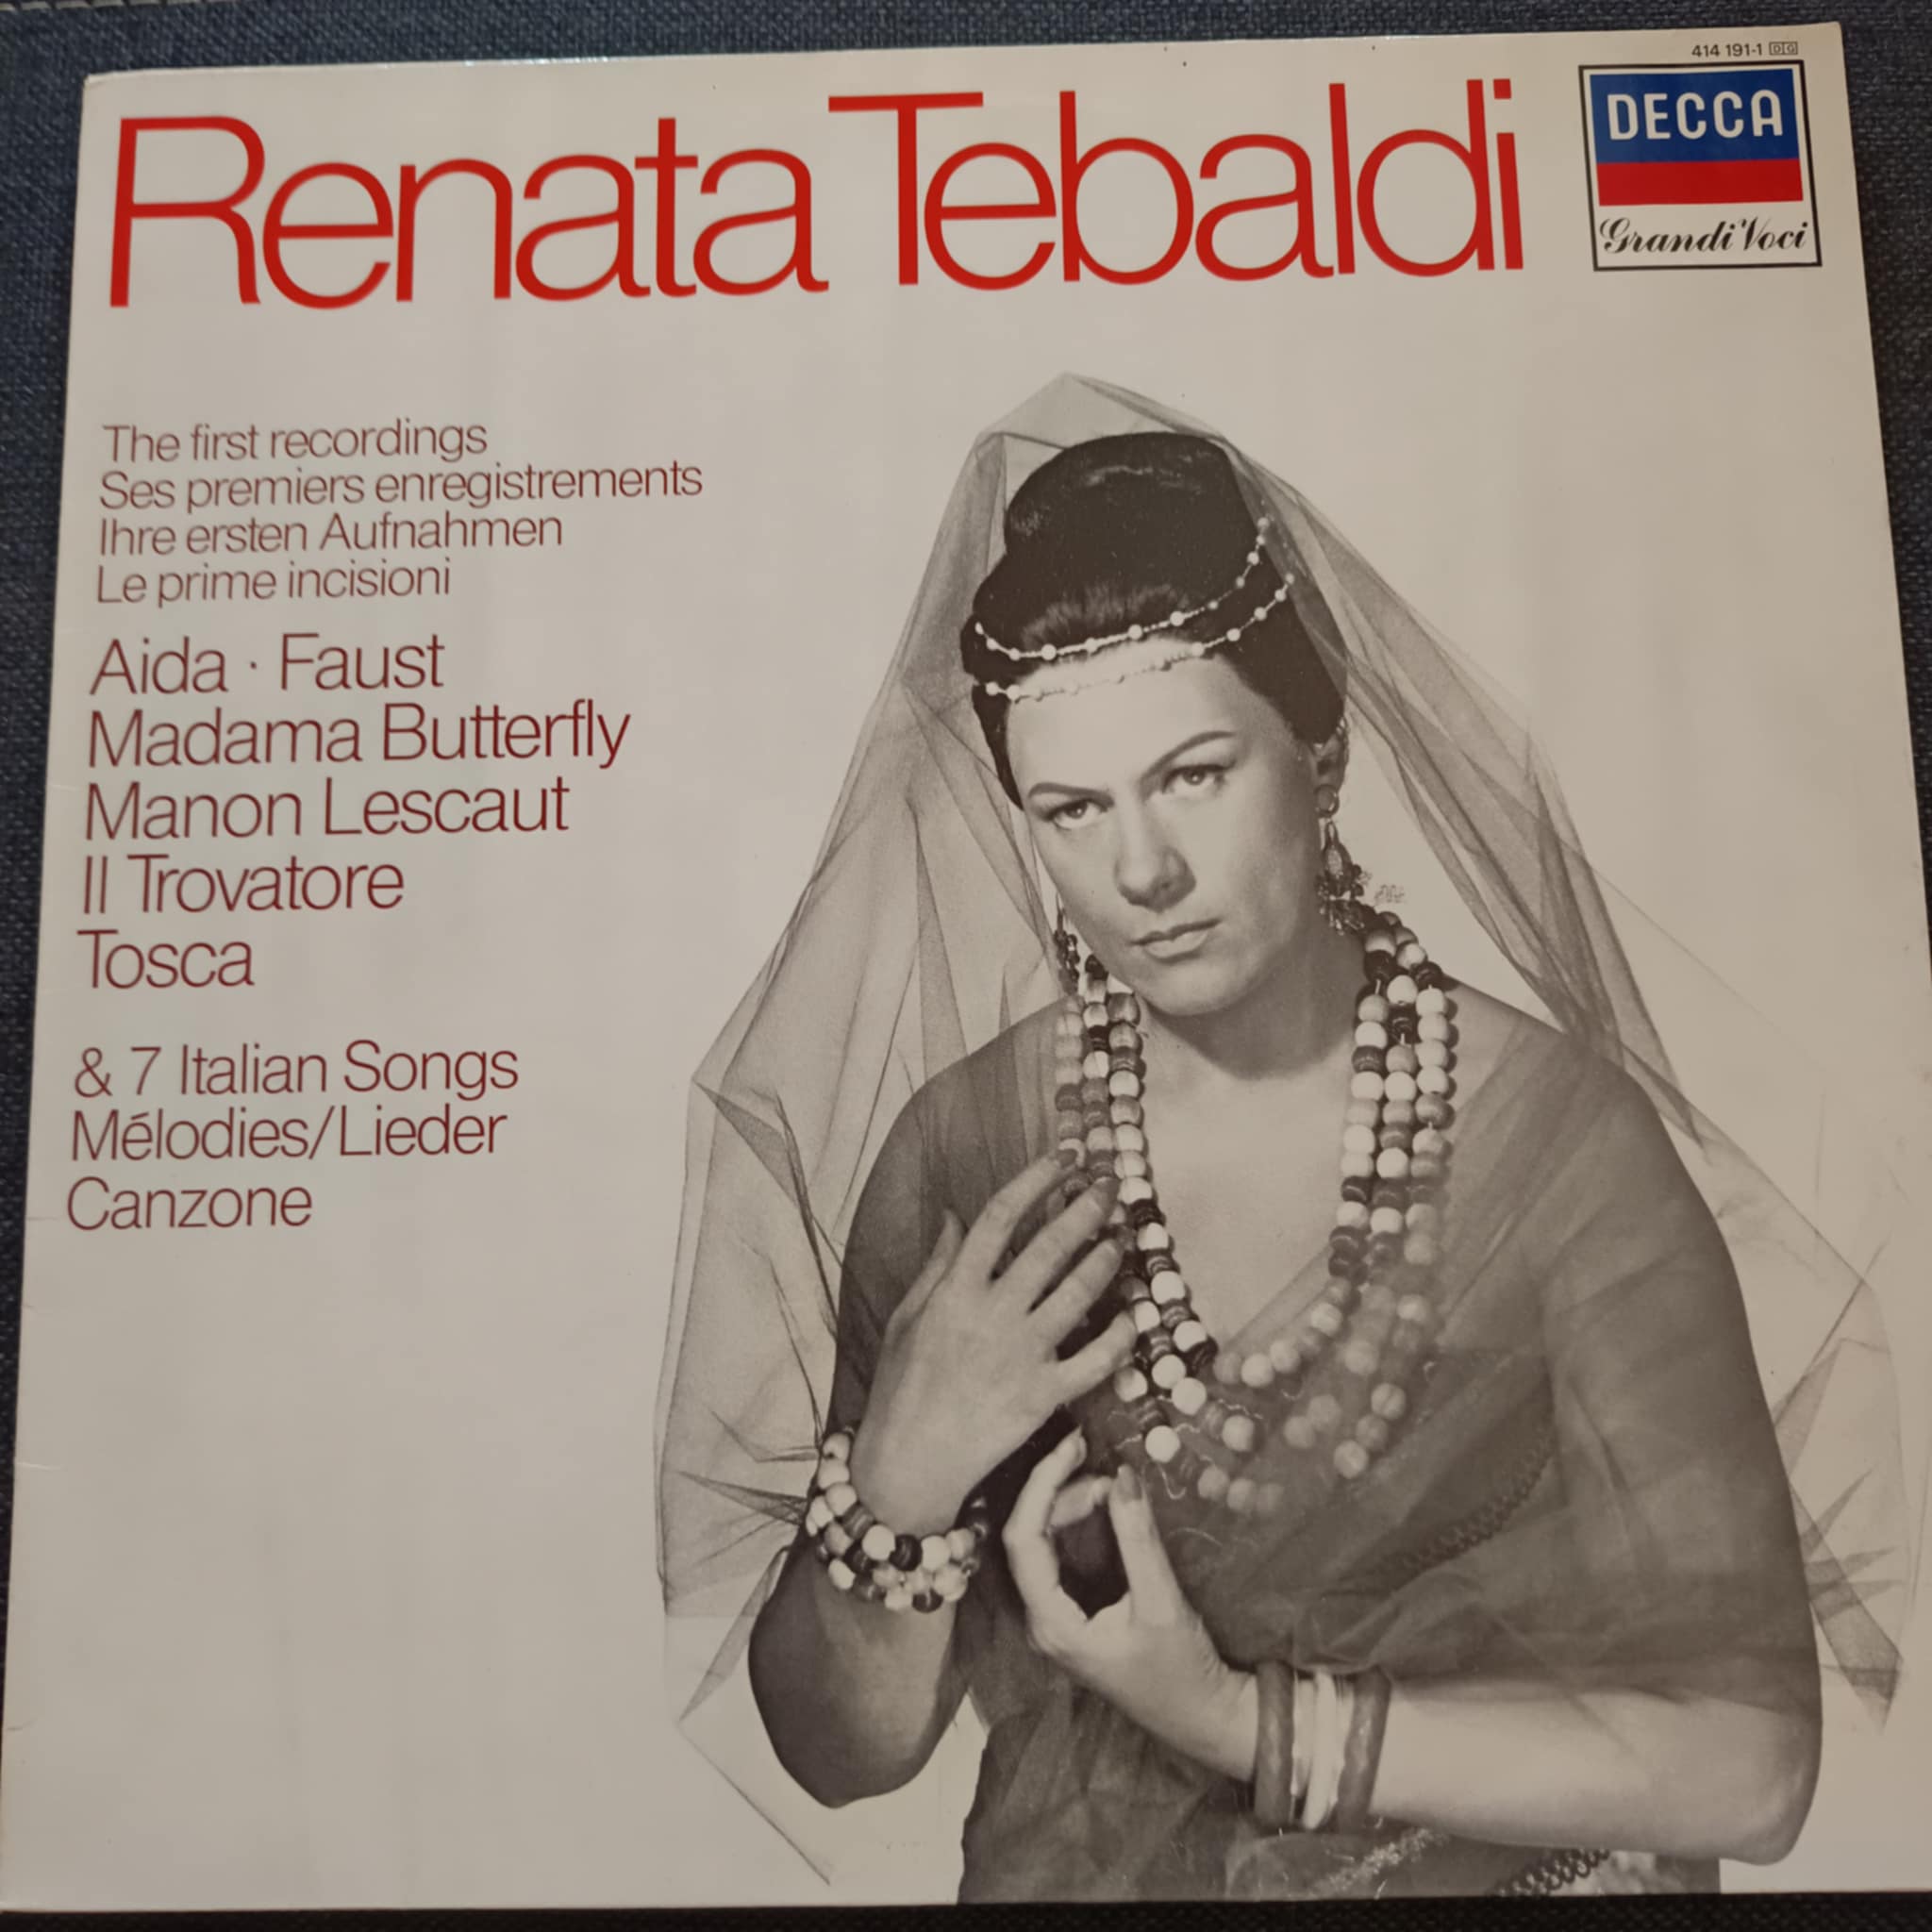 414 191-1 DG
Renata Tebaldi
DECCA
Grandi Voci
The first recordings
Ses premiers enregistrements
Ihre ersten Aufnahmen
Le prime incisioni
Aida · Faust
Madama Butterfly
Manon Lescaut
Il Trovatore
Tosca
& 7 Italian Songs
Mélodies/Lieder
Canzone